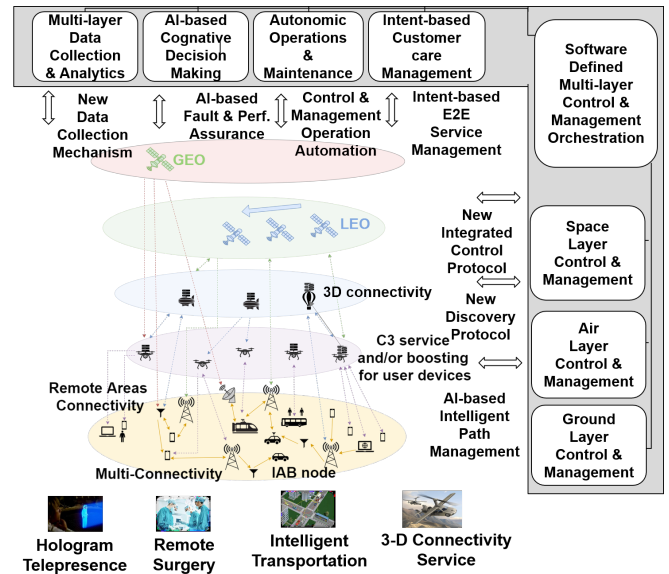 Multi-layer
Data
Collection
& Analytics
AI-based
Cognitive
Decision
Making
Autonomic
Operations
&
Maintenance
Intent-based
Customer
care
Management
Software
Defined
Multi-layer
Control &
Management
Orchestration
New
Data
Collection
Mechanism
AI-based
Fault & Perf.
Assurance
Control &
Management
Operation
Automation
Intent-based
E2E
Service
Management
GEO
LEO
New
Integrated
Control
Protocol
Space
Layer
Control &
Management
3D connectivity
New
Discovery
Protocol
C3 service
and/or boosting
for user devices
Air
Layer
Control &
Management
Remote Areas
Connectivity
AI-based
Intelligent
Path
Management
Ground
Layer
Control &
Management
Multi-Connectivity
IAB node
Hologram
Telepresence
Remote
Surgery
Intelligent
Transportation
3-D Connectivity
Service